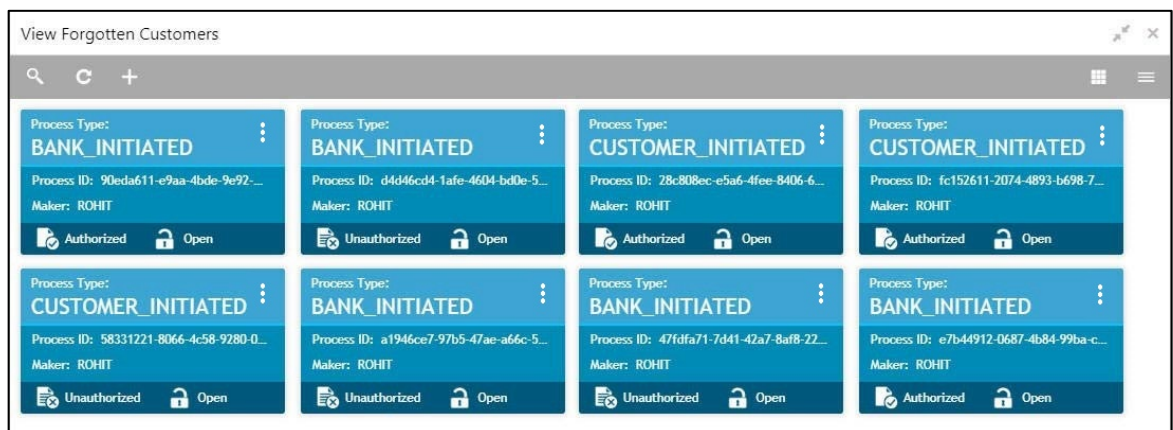 View Forgotten Customers
Process Type:
BANK_INITIATED
Process ID: 90eda611-e9aa-4bde-9e92-...
Maker: ROHIT
Authorized Open
Process Type:
BANK_INITIATED
Process ID: d4d46cd4-1afe-4604-bd0e-5...
Maker: ROHIT
Unauthorized Open
Process Type:
CUSTOMER_INITIATED
Process ID: 28c808ec-e5a6-4fee-8406-6...
Maker: ROHIT
Authorized Open
Process Type:
CUSTOMER_INITIATED
Process ID: fc152611-2074-4893-b698-7...
Maker: ROHIT
Authorized Open
Process Type:
CUSTOMER_INITIATED
Process ID: 58331221-8066-4c58-9280-0...
Maker: ROHIT
Unauthorized Open
Process Type:
BANK_INITIATED
Process ID: a1946ce7-97b5-47ae-a66c-5...
Maker: ROHIT
Unauthorized Open
Process Type:
BANK_INITIATED
Process ID: 47fdfa71-7d41-42a7-8af8-22...
Maker: ROHIT
Unauthorized Open
Process Type:
BANK_INITIATED
Process ID: e7b44912-0687-4b84-99ba-c...
Maker: ROHIT
Authorized Open